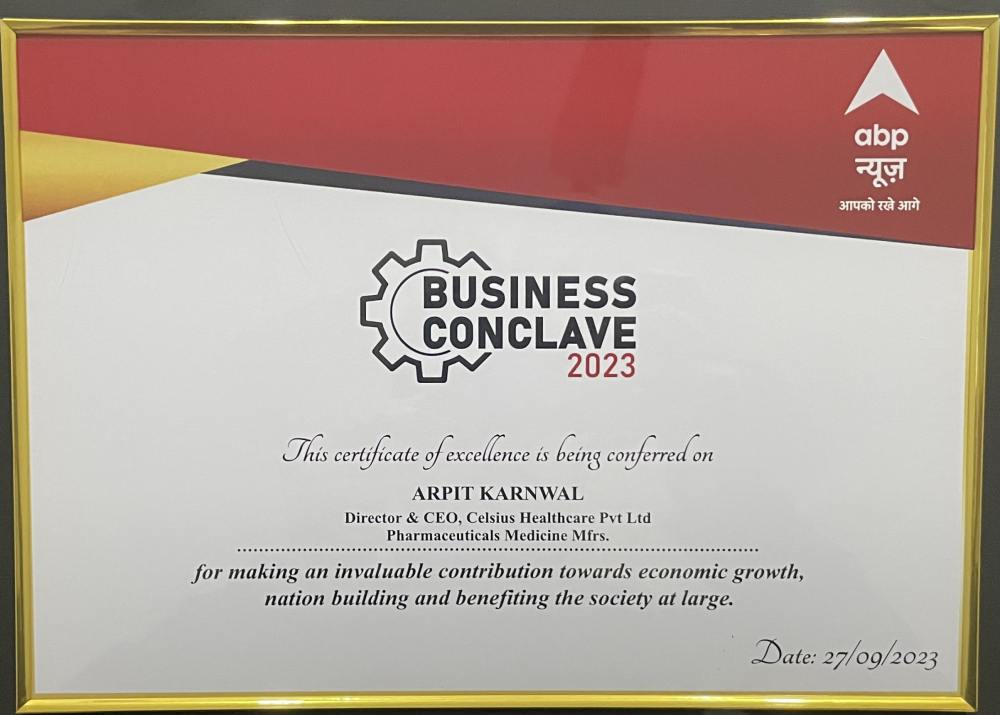 abp
न्यूज़
आपको रखे आगे
BUSINESS
CONCLAVE
2023
This certificate of excellence is being conferred on
ARPIT KARNWAL
Director & CEO, Celsius Healthcare Pvt Ltd
Pharmaceuticals Medicine Mfrs.
for making an invaluable contribution towards economic growth,
nation building and benefiting the society at large.
Date: 27/09/2023